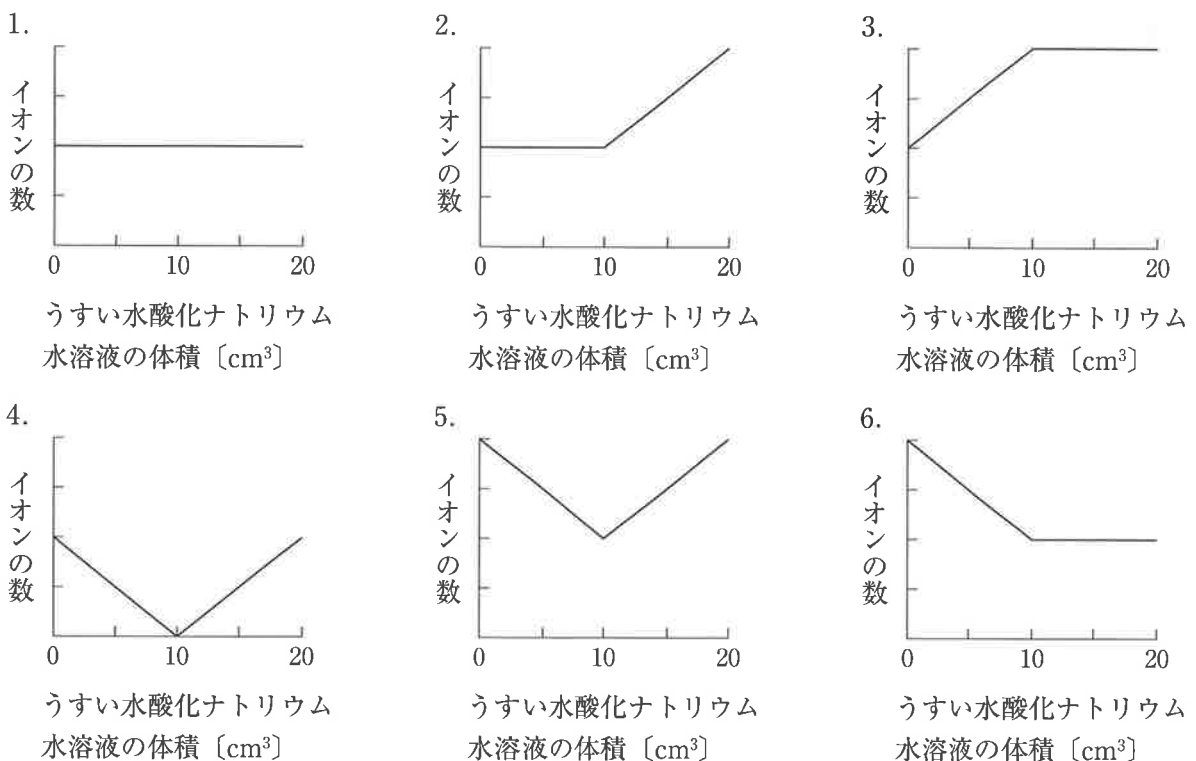 1.
イオンの数
0 10 20
うすい水酸化ナトリウム
水溶液の体積〔cm³〕
2.
イオンの数
0 10 20
うすい水酸化ナトリウム
水溶液の体積〔cm³〕
3.
イオンの数
0 10 20
うすい水酸化ナトリウム
水溶液の体積〔cm³〕
4.
イオンの数
0 10 20
うすい水酸化ナトリウム
水溶液の体積〔cm³〕
5.
イオンの数
0 10 20
うすい水酸化ナトリウム
水溶液の体積〔cm³〕
6.
イオンの数
0 10 20
うすい水酸化ナトリウム
水溶液の体積〔cm³〕